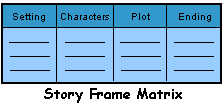 Setting Characters Plot Ending
Story Frame Matrix